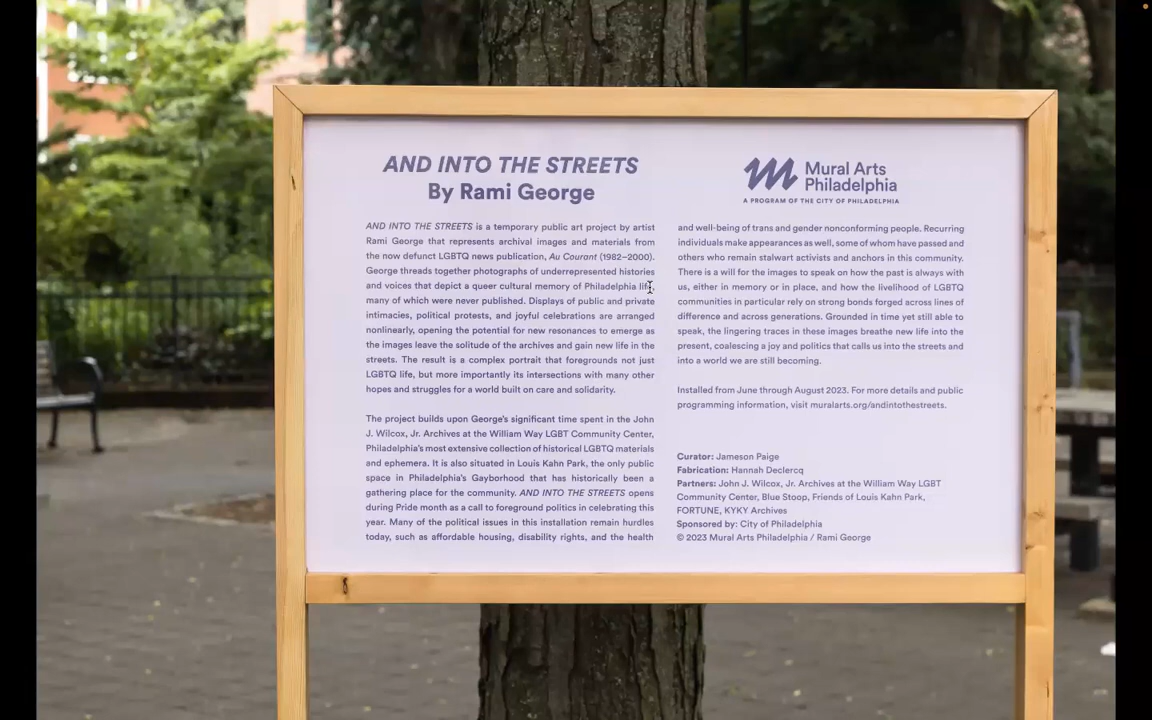 AND INTO THE STREETS
By Rami George
AND INTO THE STREETS is a temporary public art project by artist
Rami George that represents archival images and materials from
the now defunct LGBTQ news publication, Au Courant (1982–2000).
George threads together photographs of underrepresented histories
and voices that depict a queer cultural memory of Philadelphia life,
many of which were never published. Displays of public and private
intimacies, political protests, and joyful celebrations are arranged
nonlinearly, opening the potential for new resonances to emerge as
the images leave the solitude of the archives and gain new life in the
streets. The result is a complex portrait that foregrounds not just
LGBTQ life, but more importantly its intersections with many other
hopes and struggles for a world built on care and solidarity.
The project builds upon George's significant time spent in the John
J. Wilcox, Jr. Archives at the William Way LGBT Community Center,
Philadelphia's most extensive collection of historical LGBTQ materials
and ephemera. It is also situated in Louis Kahn Park, the only public
space in Philadelphia's Gayborhood that has historically been a
gathering place for the community. AND INTO THE STREETS opens
during Pride month as a call to foreground politics in celebrating this
year. Many of the political issues in this installation remain hurdles
today, such as affordable housing, disability rights, and the health
Mural Arts
Philadelphia
A PROGRAM OF THE CITY OF PHILADELPHIA
and well-being of trans and gender nonconforming people. Recurring
individuals make appearances as well, some of whom have passed and
others who remain stalwart activists and anchors in this community.
There is a will for the images to speak on how the past is always with
us, either in memory or in place, and how the livelihood of LGBTQ
communities in particular rely on strong bonds forged across lines of
difference and across generations. Grounded in time yet still able to
speak, the lingering traces in these images breathe new life into the
present, coalescing a joy and politics that calls us into the streets and
into a world we are still becoming.
Installed from June through August 2023. For more details and public
programming information, visit muralarts.org/andintothestreets.
Curator: Jameson Paige
Fabrication: Hannah Declercq
Partners: John J. Wilcox, Jr. Archives at the William Way LGBT
Community Center, Blue Stoop, Friends of Louis Kahn Park,
FORTUNE, KYKY Archives
Sponsored by: City of Philadelphia
© 2023 Mural Arts Philadelphia / Rami George